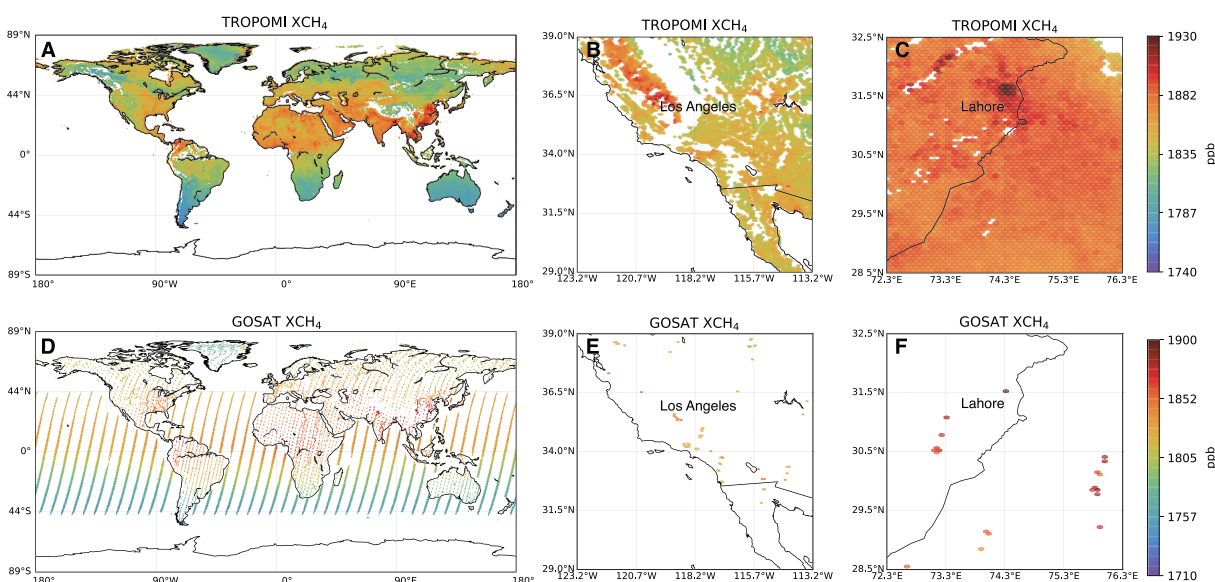 TROPOMI XCH₄
TROPOMI XCH₄
TROPOMI XCH₄
A
89°N
44°N
0°
44°S
89°S
180°
90°W
0°
90°E
180°
B
Los Angeles
39.0°N
36.5°N
34.0°N
31.5°N
29.0°N
123.2°W
120.7°W
118.2°W
115.7°W
113.2°W
C
Lahore
32.5°N
31.5°N
30.5°N
29.5°N
28.5°N
72.3°E
73.3°E
74.3°E
75.3°E
76.3°E
1930
1882
1835
1787
1740
ppb
GOSAT XCH₄
GOSAT XCH₄
GOSAT XCH₄
D
89°N
44°N
0°
44°S
89°S
180°
90°W
0°
90°E
180°
E
Los Angeles
39.0°N
36.5°N
34.0°N
31.5°N
29.0°N
123.2°W
120.7°W
118.2°W
115.7°W
113.2°W
F
Lahore
32.5°N
31.5°N
30.5°N
29.5°N
28.5°N
72.3°E
73.3°E
74.3°E
75.3°E
76.3°E
1900
1852
1805
1757
1710
ppb